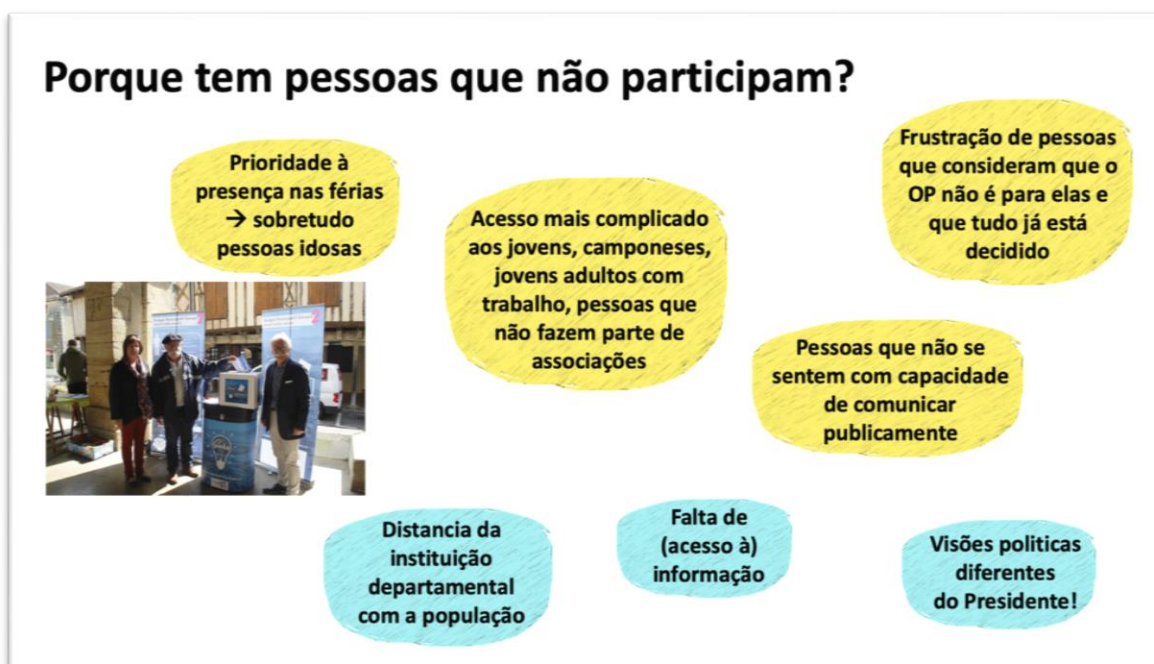 Porque tem pessoas que não participam?
Prioridade à
presença nas férias
→ sobretudo
pessoas idosas
Acesso mais complicado
aos jovens, camponeses,
jovens adultos com
trabalho, pessoas que
não fazem parte de
associações
Frustração de pessoas
que consideram que o
OP não é para elas e
que tudo já está
decidido
Pessoas que não se
sentem com capacidade
de comunicar
publicamente
Distancia da
instituição
departamental
com a população
Falta de
(acesso à)
informação
Visões politicas
diferentes
do Presidente!